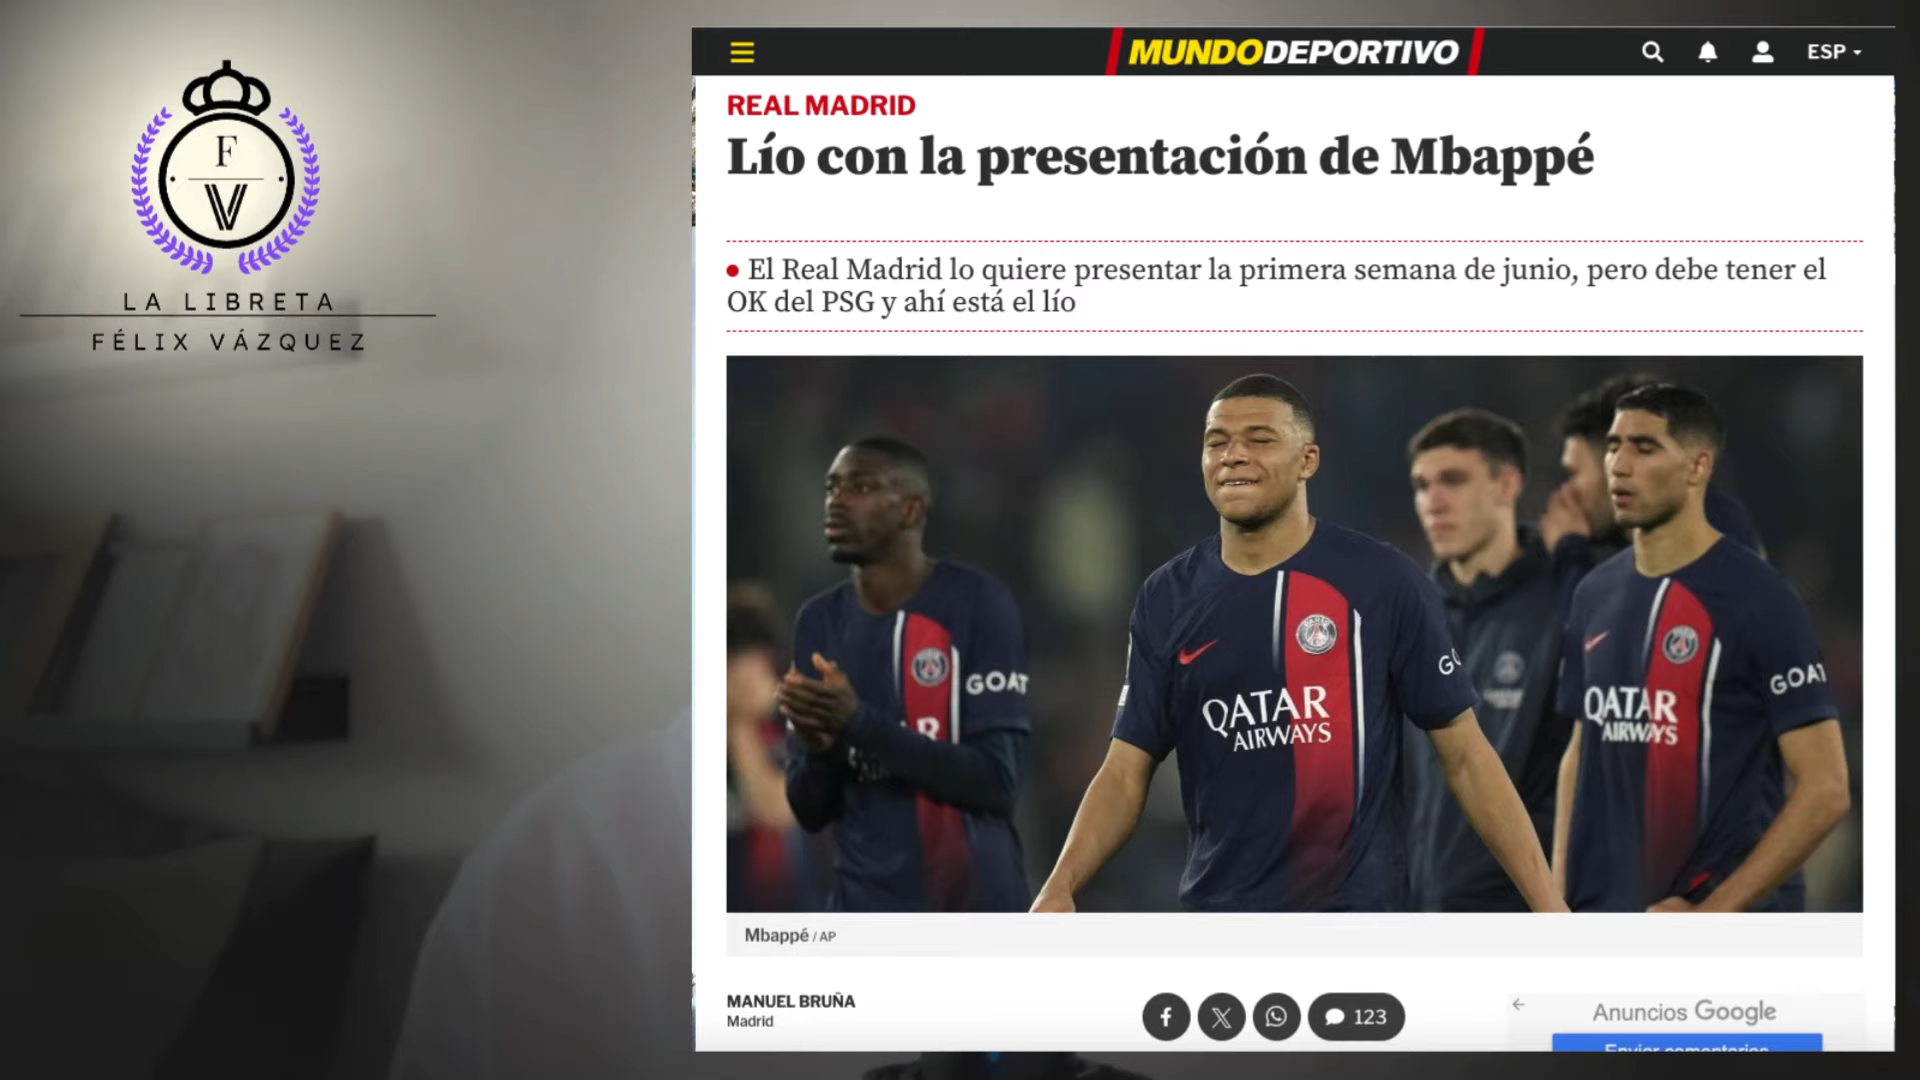 F
V
LA LIBRETA
FÉLIX VÁZQUEZ
MUNDODEPORTIVO
ESP
REAL MADRID
Lío con la presentación de Mbappé
El Real Madrid lo quiere presentar la primera semana de junio, pero debe tener el
OK del PSG y ahí está el lío
GOAT
QATAR
AIRWAYS
QATAR
AIRWAYS
GOAT
Mbappé / AP
MANUEL BRUÑA
Madrid
123
Anuncios Google
Enviar comentarios